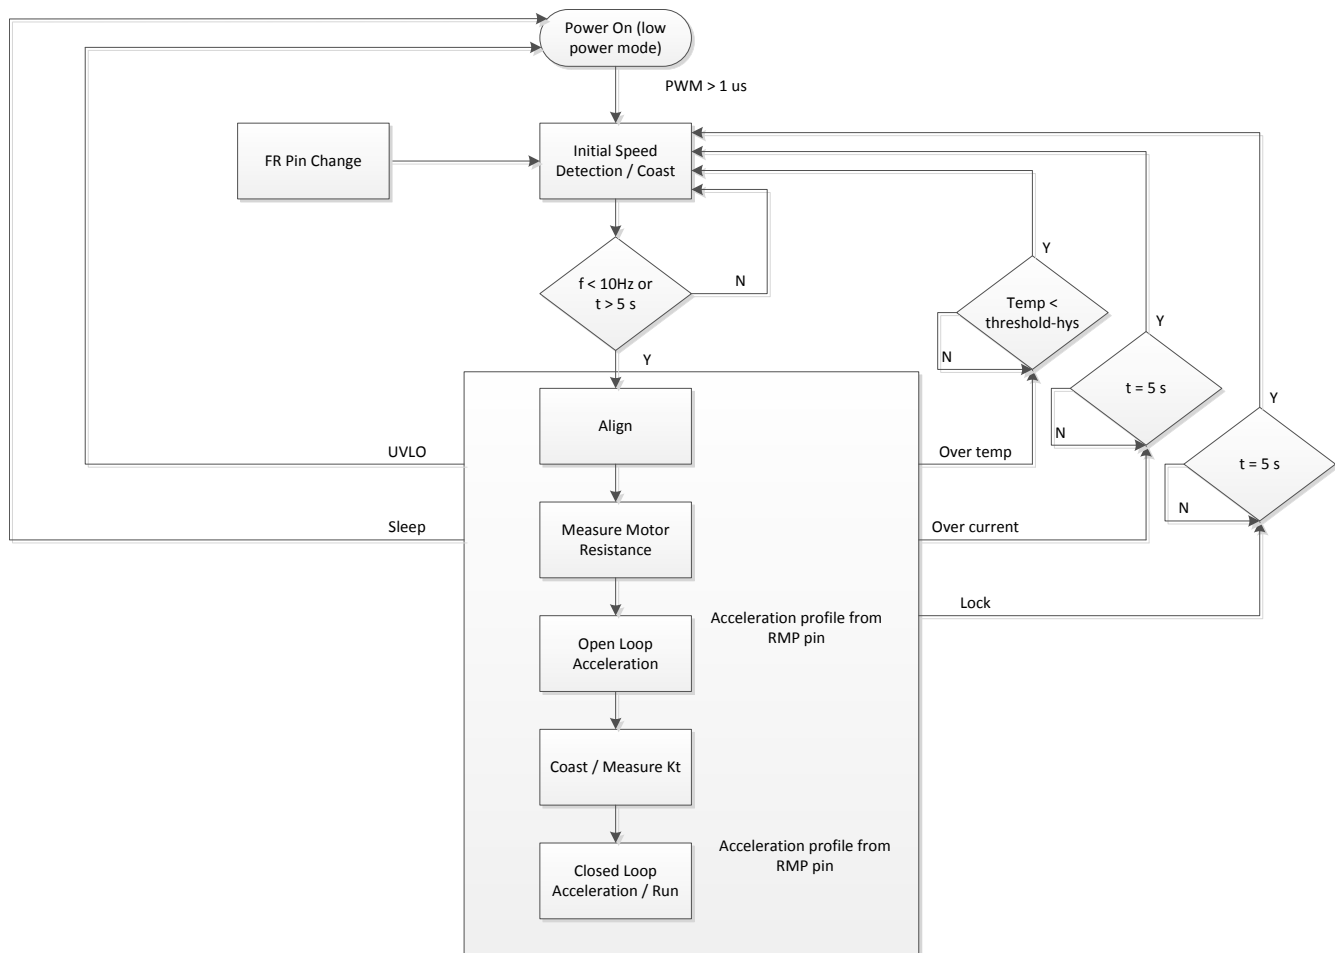 Power On (low
power mode)
PWM > 1 us
FR Pin Change
Initial Speed
Detection / Coast
f < 10Hz or
t > 5 s
N
Y
Temp <
threshold-hys
Y
N
t = 5 s
Y
N
t = 5 s
Y
N
Align
UVLO
Over temp
Sleep
Measure Motor
Resistance
Over current
Lock
Open Loop
Acceleration
Acceleration profile from
RMP pin
Coast / Measure Kt
Closed Loop
Acceleration / Run
Acceleration profile from
RMP pin